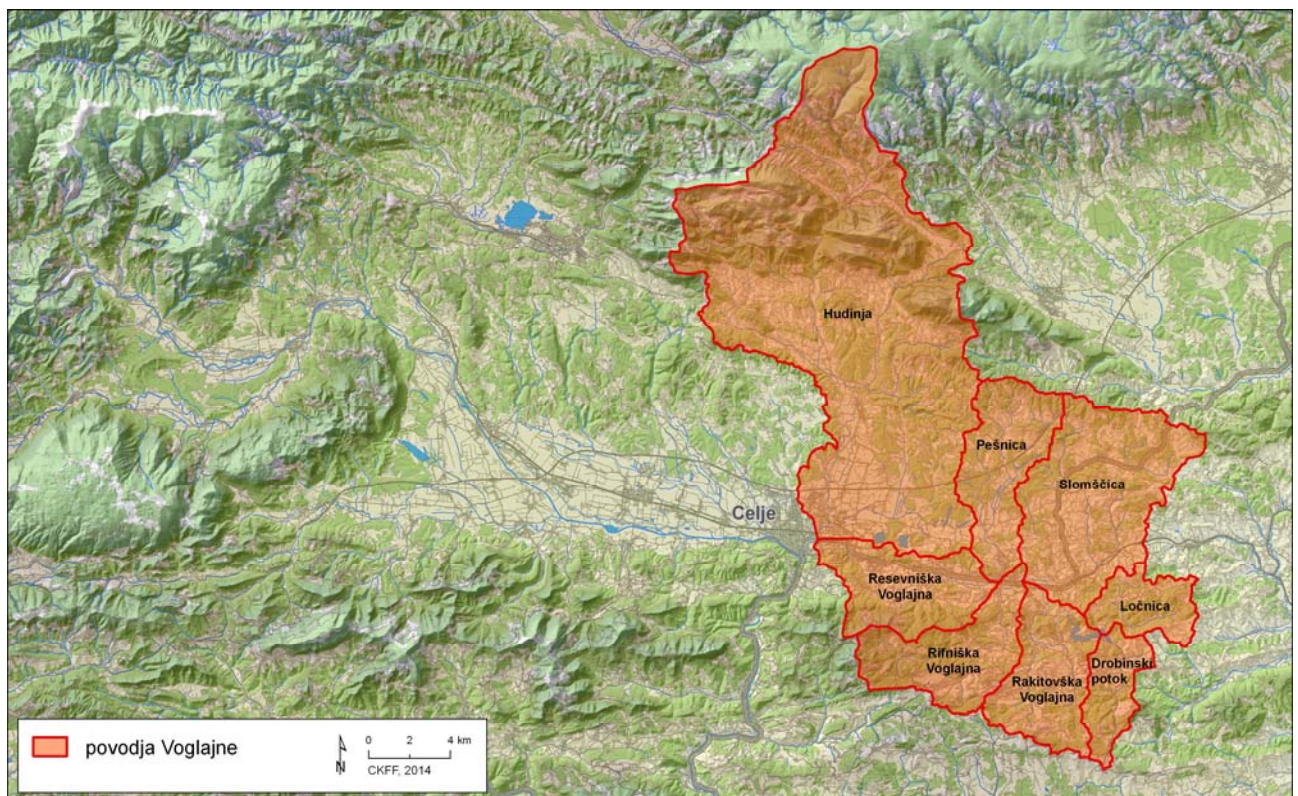 Hudinja
Pešnica
Slomščica
Celje
Resevniška
Voglajna
Ločnica
Rifniška
Voglajna
Drobinski
potok
Rakitovška
Voglajna
povodja Voglajne
N
0 2 4 km
CKFF, 2014